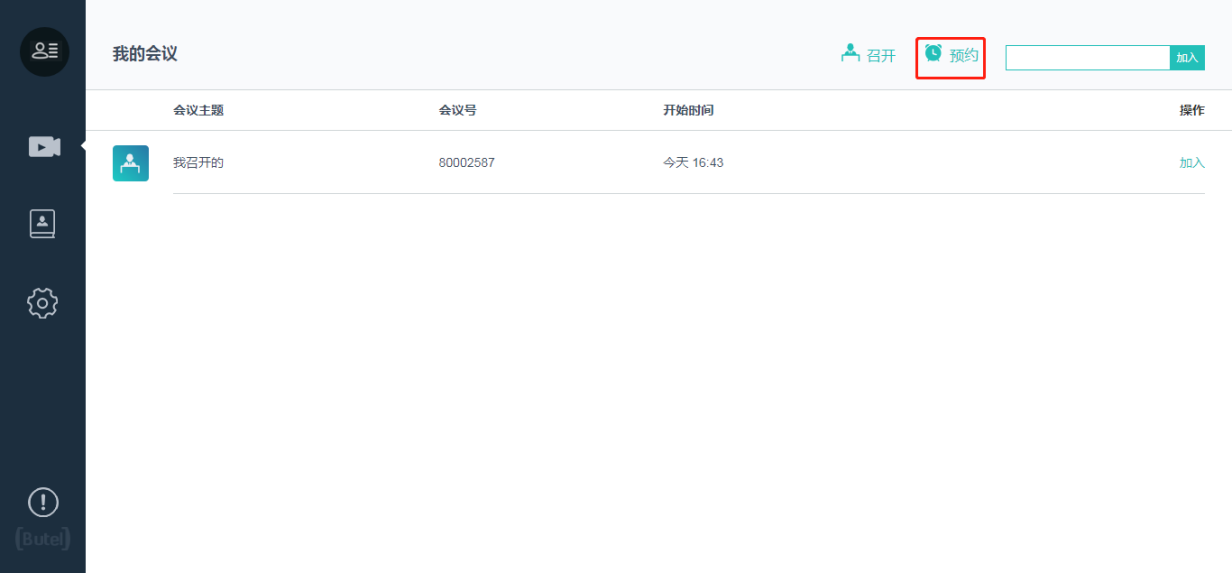 我的会议
召开
预约
加入
会议主题 会议号 开始时间 操作
我召开的 80002587 今天 16:43 加入
Butel